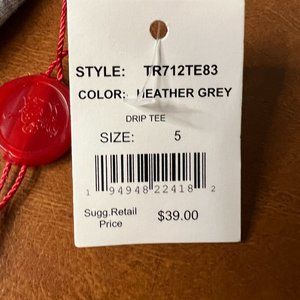 STYLE: TR712TE83
COLOR: HEATHER GREY
DRIP TEE
SIZE: 5
1 94948 22418 2
Sugg.Retail Price $39.00